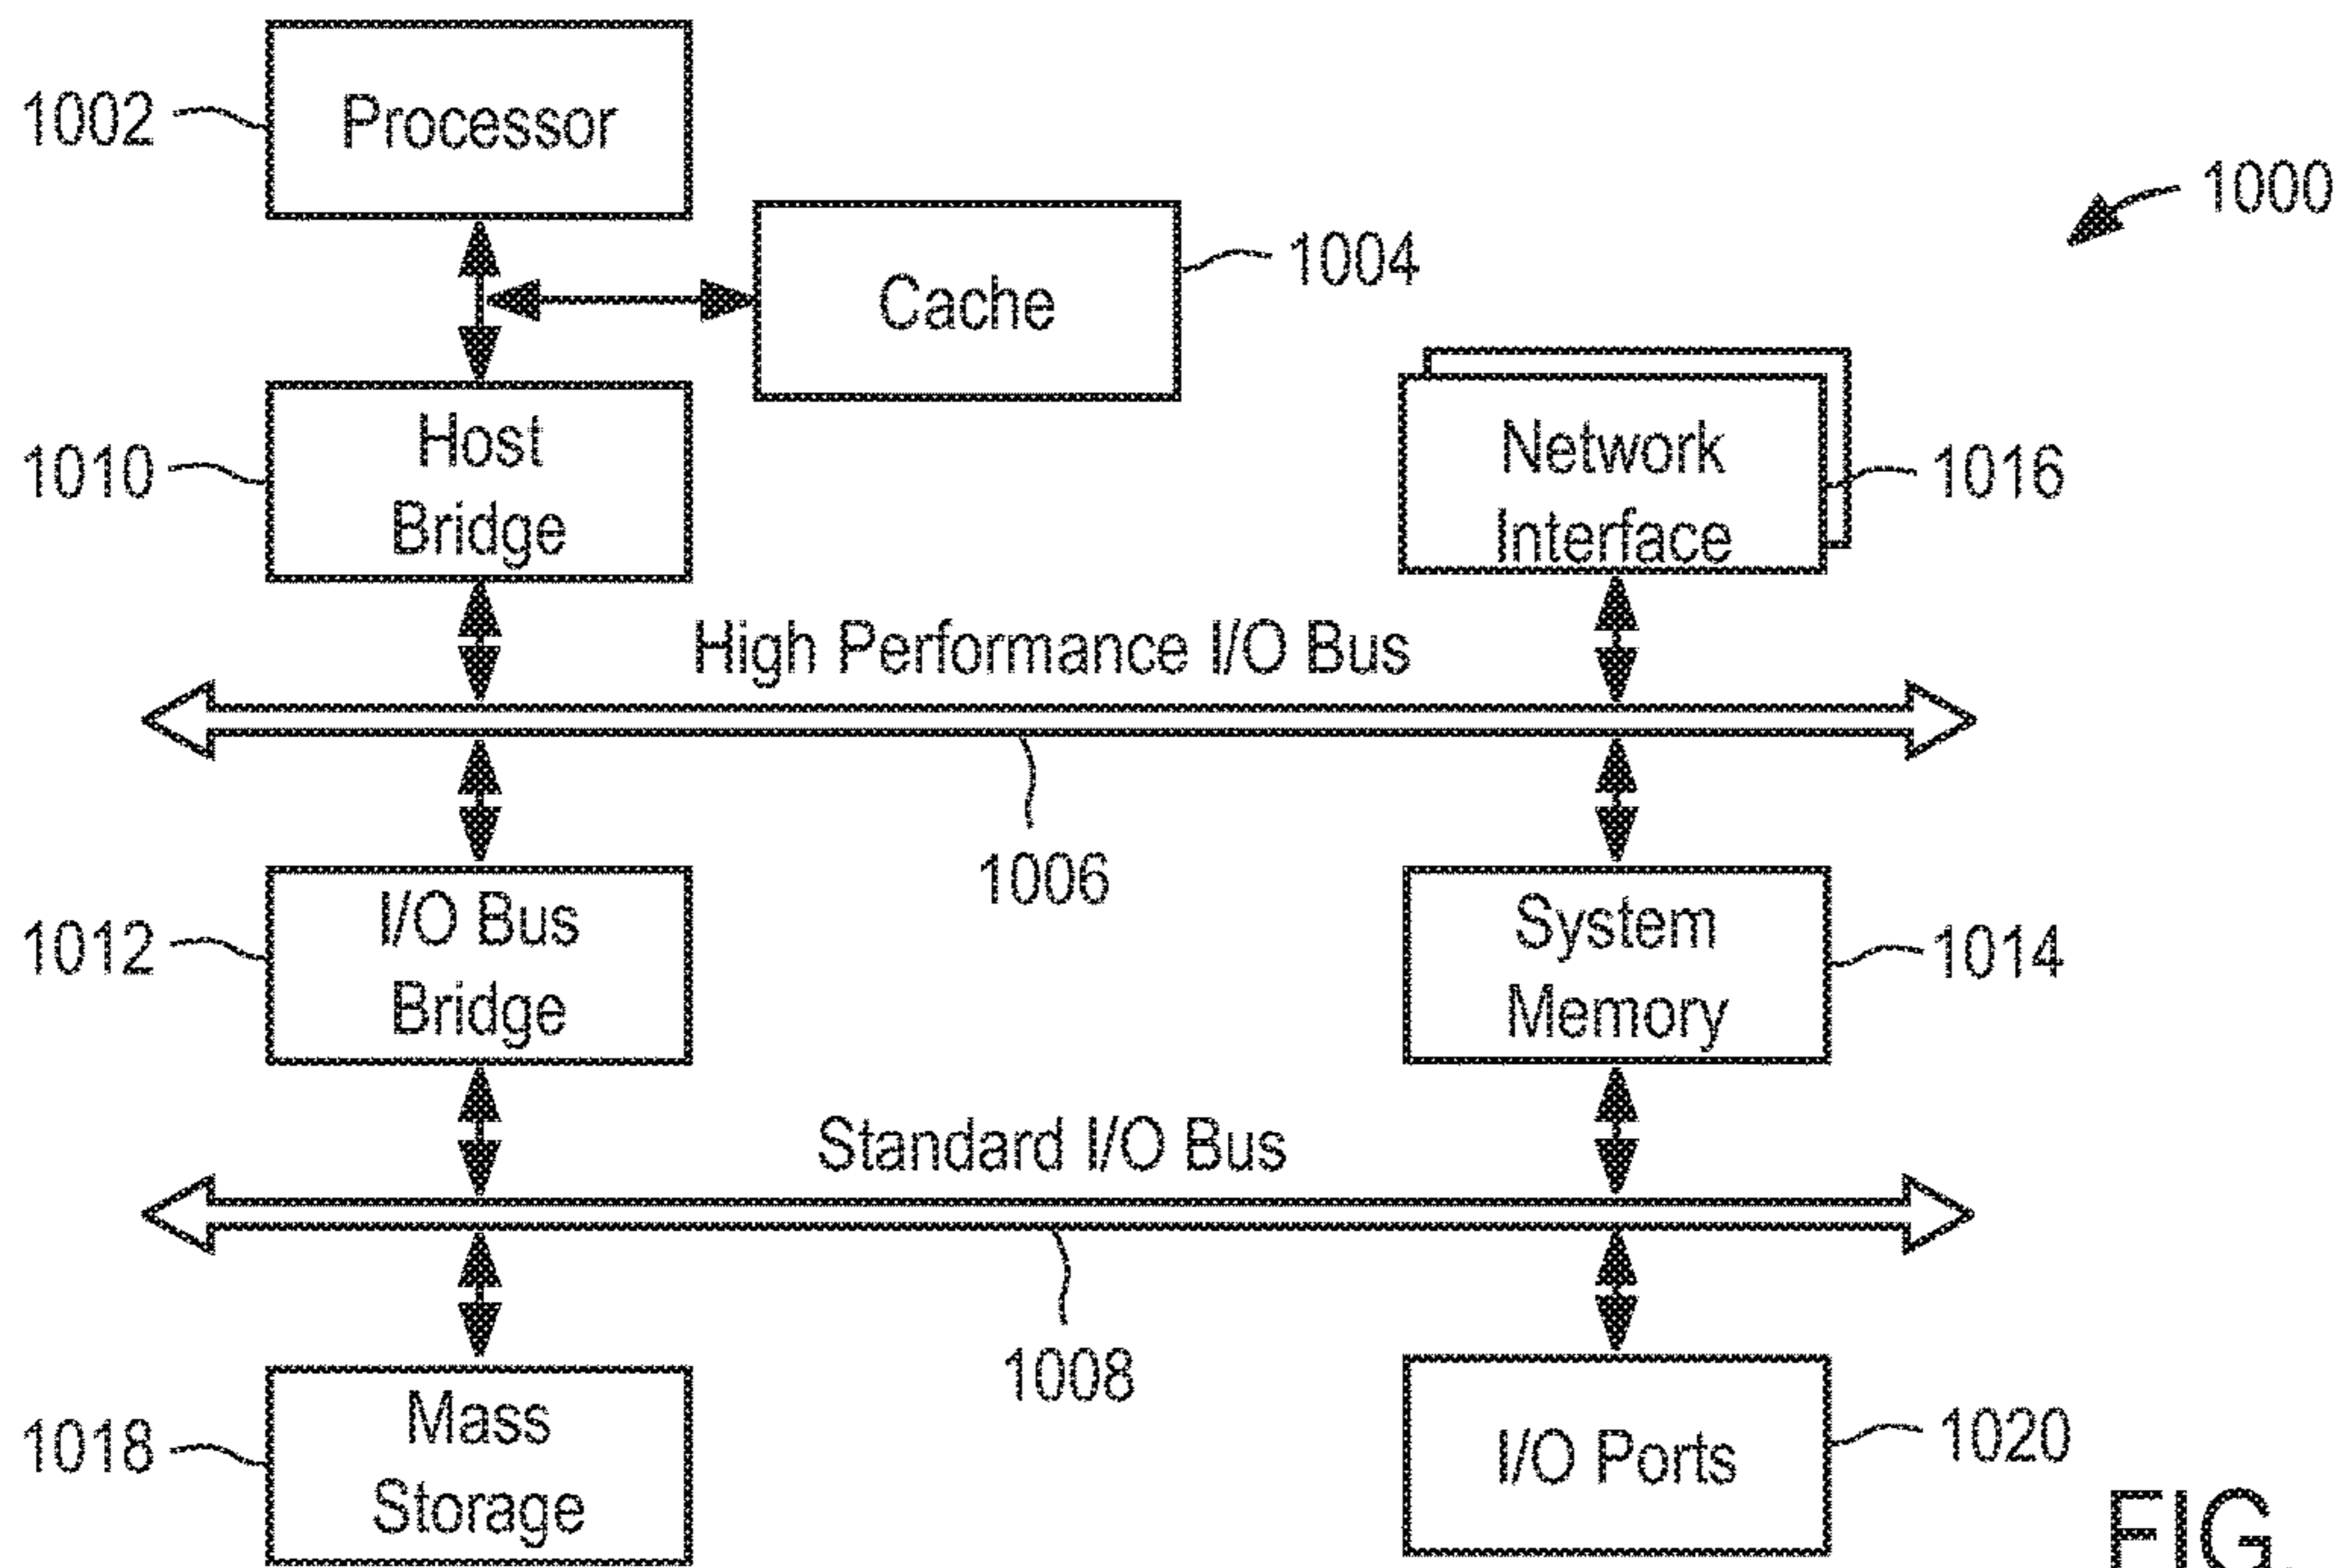 1002
Processor
1000
1004
Cache
1010
Host
Bridge
Network
Interface
1016
High Performance I/O Bus
1006
1012
I/O Bus
Bridge
System
Memory
1014
Standard I/O Bus
1008
1018
Mass
Storage
I/O Ports
1020
FIG.